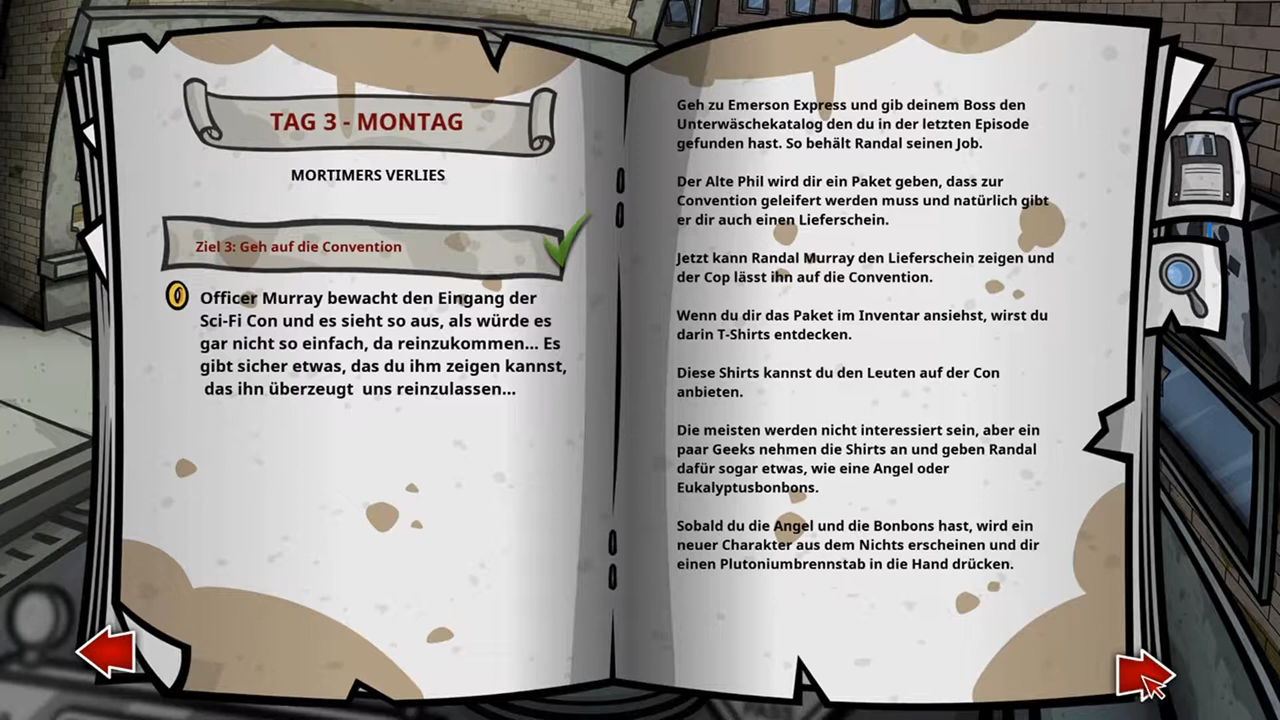 TAG 3 - MONTAG
MORTIMERS VERLIES
Ziel 3: Geh auf die Convention
Officer Murray bewacht den Eingang der
Sci-Fi Con und es sieht so aus, als würde es
gar nicht so einfach, da reinzukommen... Es
gibt sicher etwas, das du ihm zeigen kannst,
das ihn überzeugt uns reinzulassen...
Geh zu Emerson Express und gib deinem Boss den
Unterwäschekatalog den du in der letzten Episode
gefunden hast. So behält Randal seinen Job.
Der Alte Phil wird dir ein Paket geben, dass zur
Convention geleifert werden muss und natürlich gibt
er dir auch einen Lieferschein.
Jetzt kann Randal Murray den Lieferschein zeigen und
der Cop lässt ihn auf die Convention.
Wenn du dir das Paket im Inventar ansiehst, wirst du
darin T-Shirts entdecken.
Diese Shirts kannst du den Leuten auf der Con
anbieten.
Die meisten werden nicht interessiert sein, aber ein
paar Geeks nehmen die Shirts an und geben Randal
dafür sogar etwas, wie eine Angel oder
Eukalyptusbonbons.
Sobald du die Angel und die Bonbons hast, wird ein
neuer Charakter aus dem Nichts erscheinen und dir
einen Plutoniumbrennstab in die Hand drücken.